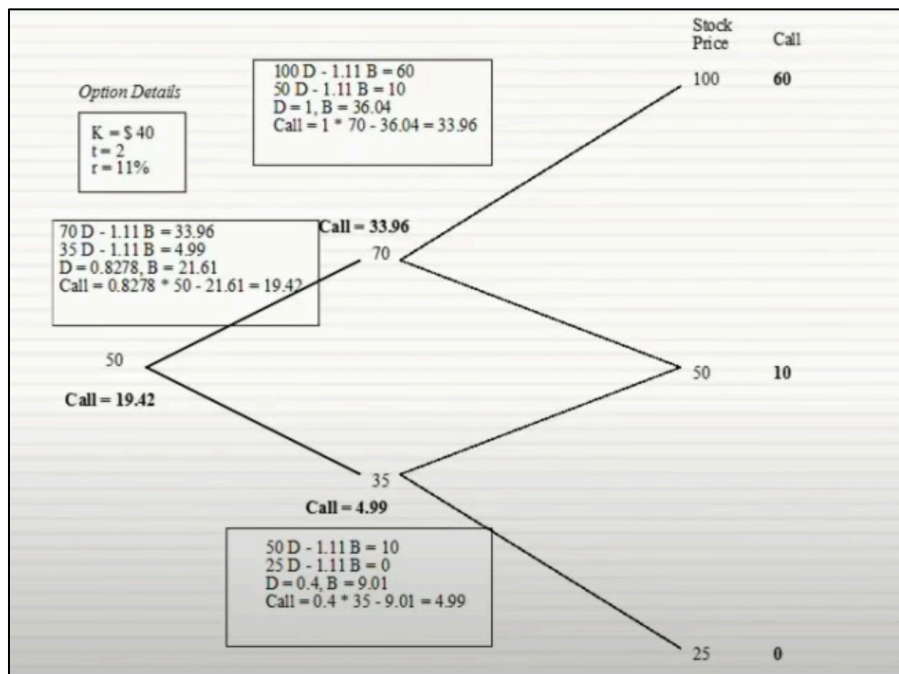 Stock
Price
Call
100 60
Option Details
K = $ 40
t = 2
r = 11%
100 D - 1.11 B = 60
50 D - 1.11 B = 10
D = 1, B = 36.04
Call = 1 * 70 - 36.04 = 33.96
70 D - 1.11 B = 33.96
35 D - 1.11 B = 4.99
D = 0.8278, B = 21.61
Call = 0.8278 * 50 - 21.61 = 19.42
Call = 33.96
70
50
Call = 19.42
50 10
35
Call = 4.99
50 D - 1.11 B = 10
25 D - 1.11 B = 0
D = 0.4, B = 9.01
Call = 0.4 * 35 - 9.01 = 4.99
25 0